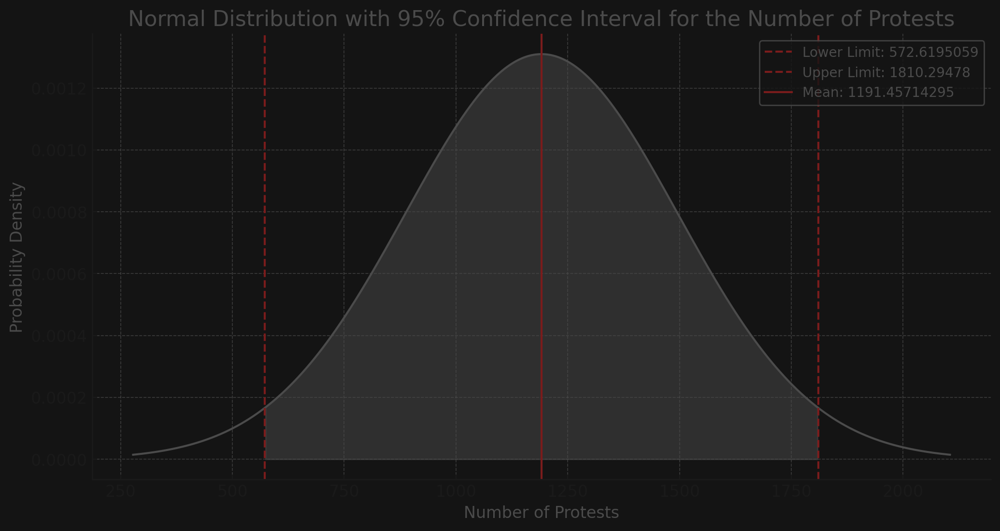 Normal Distribution with 95% Confidence Interval for the Number of Protests
Lower Limit: 572.6195059
Upper Limit: 1810.29478
Mean: 1191.45714295
Probability Density
0.0012
0.0010
0.0008
0.0006
0.0004
0.0002
0.0000
250 500 750 1000 1250 1500 1750 2000
Number of Protests